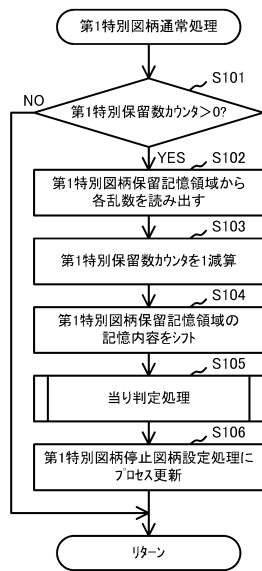 第1特別図柄通常処理
S101
NO
第1特別保留数カウンタ>0?
YES
S102
第1特別図柄保留記憶領域から
各乱数を読み出す
S103
第1特別保留数カウンタを1減算
S104
第1特別図柄保留記憶領域の
記憶内容をシフト
S105
当り判定処理
S106
第1特別図柄停止図柄設定処理に
プロセス更新
リターン